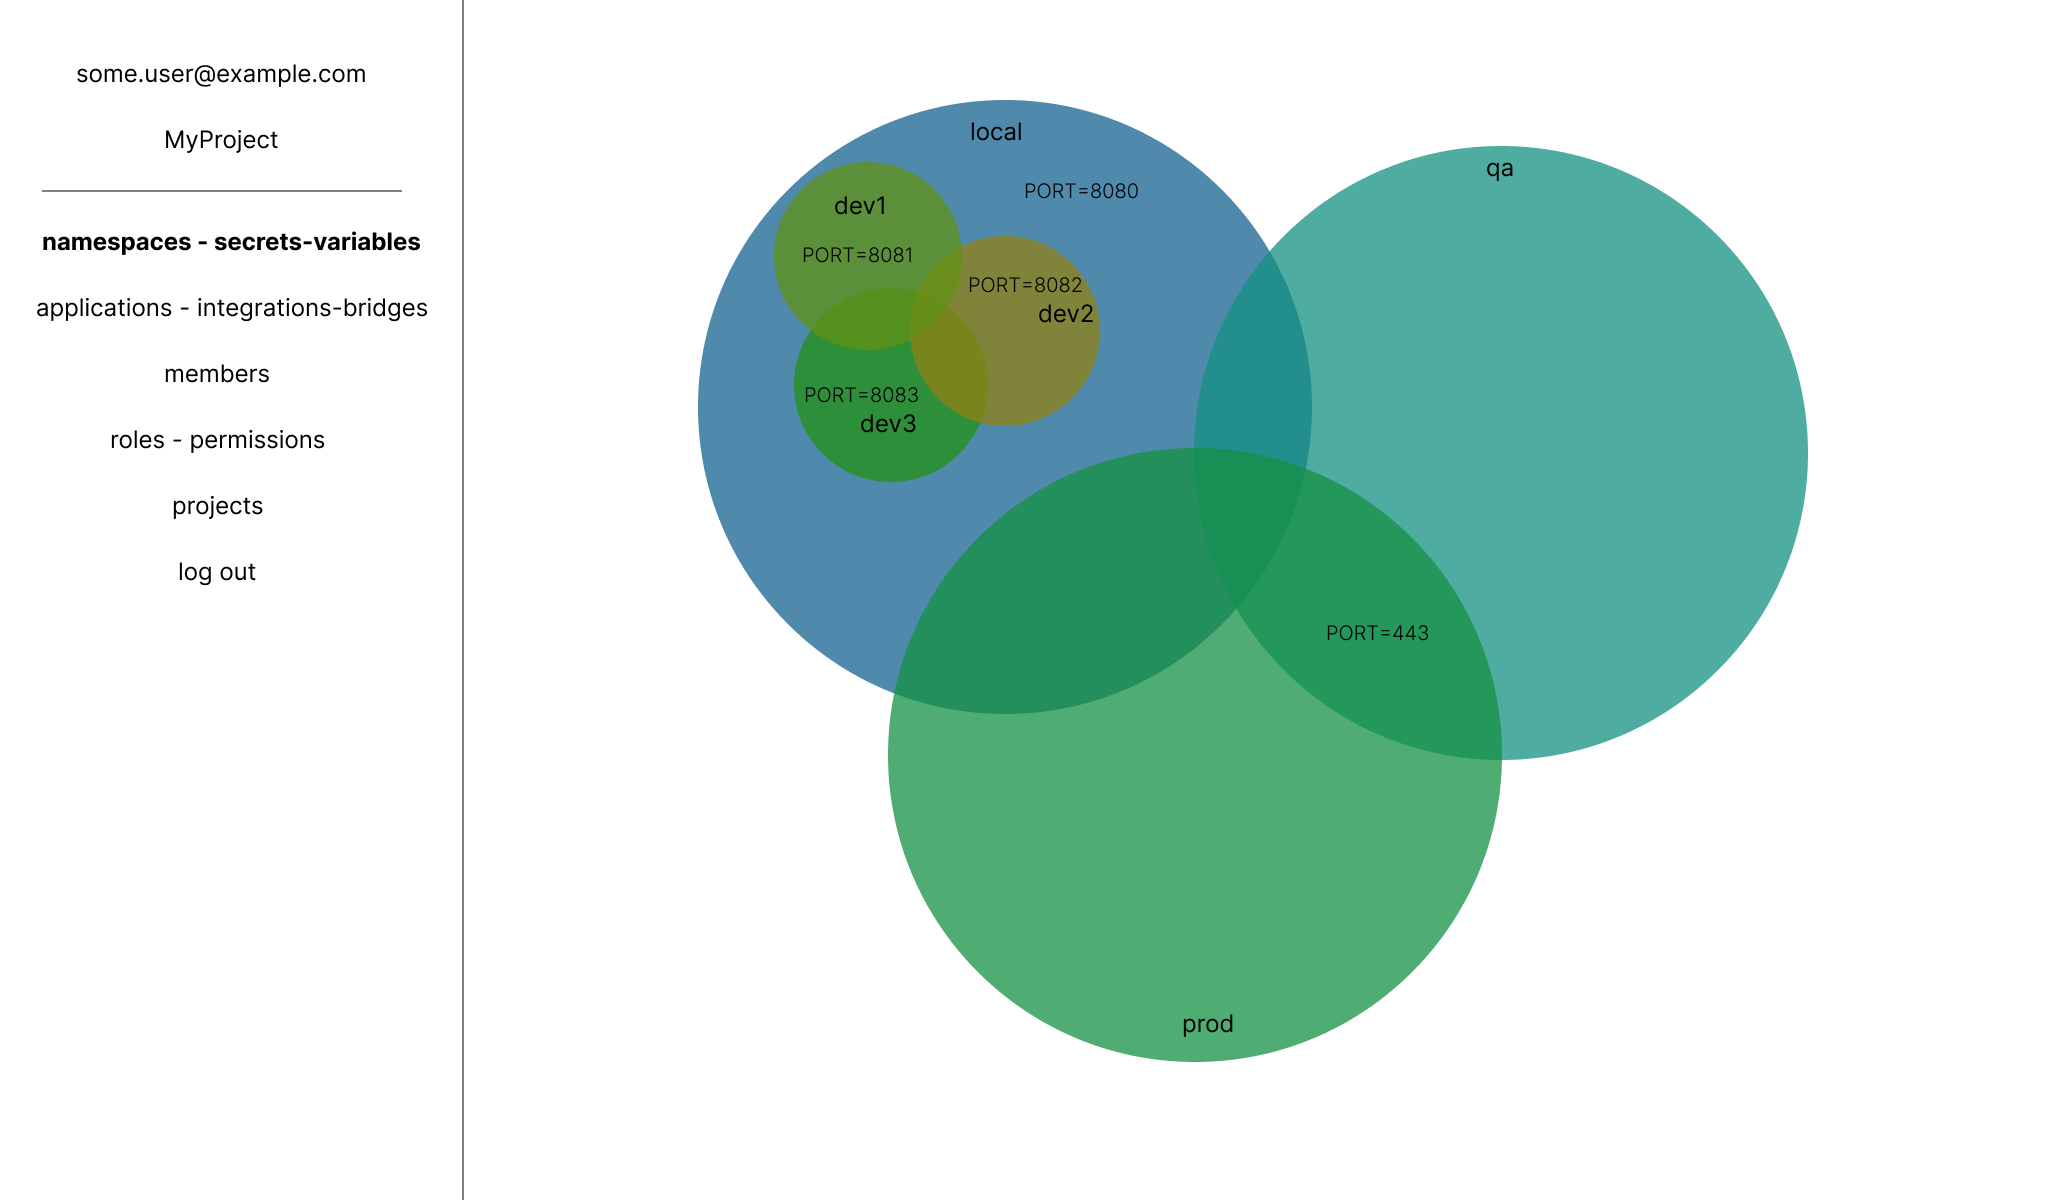 some.user@example.com
MyProject
namespaces - secrets-variables
applications - integrations-bridges
members
roles - permissions
projects
log out
local
PORT=8080
dev1
PORT=8081
PORT=8082
dev2
PORT=8083
dev3
qa
PORT=443
prod